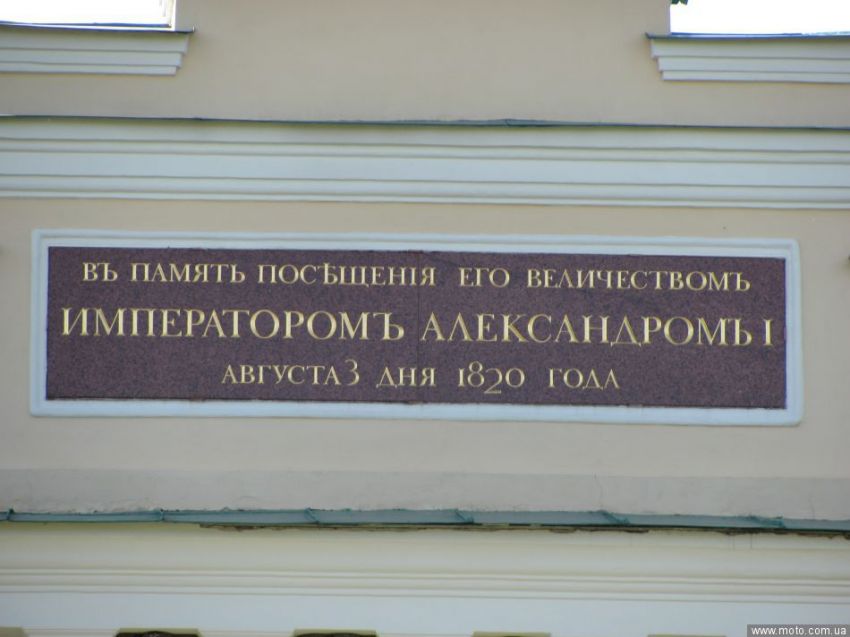 ВЪ ПАМЯТЬ ПОСѢЩЕНІЯ ЕГО ВЕЛИЧЕСТВОМЪ
ИМПЕРАТОРОМЪ АЛЕКСАНДРОМЪ I
АВГУСТА 3 ДНЯ 1820 ГОДА
www.moto.com.ua